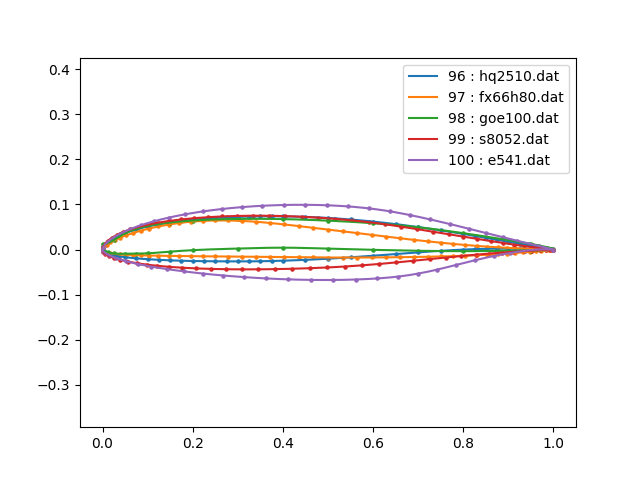 0.4
0.3
0.2
0.1
0.0
−0.1
−0.2
−0.3
0.0 0.2 0.4 0.6 0.8 1.0
96 : hq2510.dat
97 : fx66h80.dat
98 : goe100.dat
99 : s8052.dat
100 : e541.dat